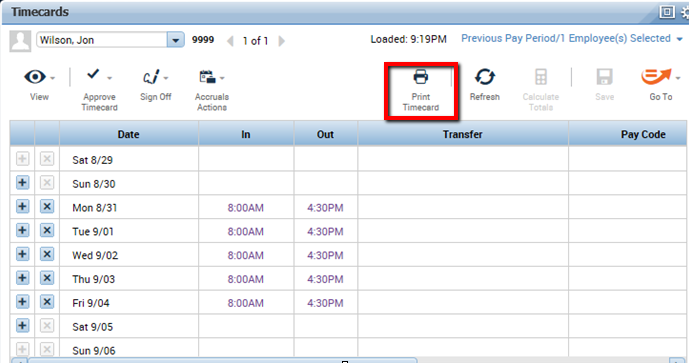 Timecards
Wilson, Jon 9999 1 of 1 Loaded: 9:19PM Previous Pay Period/1 Employee(s) Selected
View Approve Timecard Sign Off Accruals Actions Print Timecard Refresh Calculate Totals Save Go To
Date In Out Transfer Pay Code
Sat 8/29
Sun 8/30
Mon 8/31 8:00AM 4:30PM
Tue 9/01 8:00AM 4:30PM
Wed 9/02 8:00AM 4:30PM
Thu 9/03 8:00AM 4:30PM
Fri 9/04 8:00AM 4:30PM
Sat 9/05
Sun 9/06